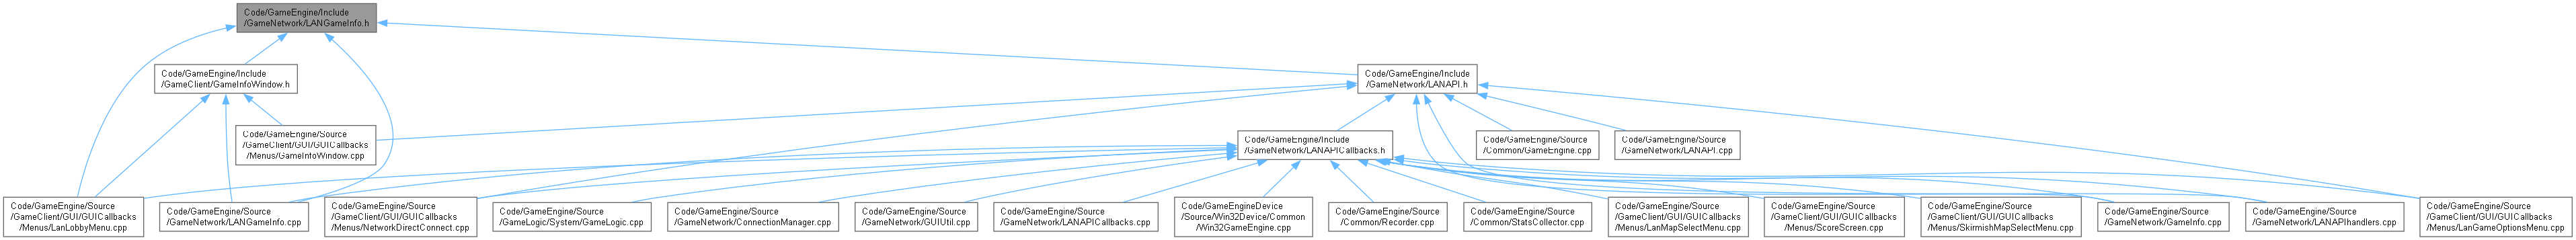 Code/GameEngine/Include
/GameNetwork/LANGameInfo.h
Code/GameEngine/Include
/GameClient/GameInfoWindow.h
Code/GameEngine/Include
/GameNetwork/LANAPI.h
Code/GameEngine/Source
/GameClient/GUI/GUICallbacks
/Menus/GameInfoWindow.cpp
Code/GameEngine/Include
/GameNetwork/LANAPICallbacks.h
Code/GameEngine/Source
/Common/GameEngine.cpp
Code/GameEngine/Source
/GameNetwork/LANAPI.cpp
Code/GameEngine/Source
/GameClient/GUI/GUICallbacks
/Menus/LanLobbyMenu.cpp
Code/GameEngine/Source
/GameNetwork/LANGameInfo.cpp
Code/GameEngine/Source
/GameClient/GUI/GUICallbacks
/Menus/NetworkDirectConnect.cpp
Code/GameEngine/Source
/GameLogic/System/GameLogic.cpp
Code/GameEngine/Source
/GameNetwork/ConnectionManager.cpp
Code/GameEngine/Source
/GameNetwork/GUIUtil.cpp
Code/GameEngine/Source
/GameNetwork/LANAPICallbacks.cpp
Code/GameEngineDevice
/Source/Win32Device/Common
/Win32GameEngine.cpp
Code/GameEngine/Source
/Common/Recorder.cpp
Code/GameEngine/Source
/Common/StatsCollector.cpp
Code/GameEngine/Source
/GameClient/GUI/GUICallbacks
/Menus/LanMapSelectMenu.cpp
Code/GameEngine/Source
/GameClient/GUI/GUICallbacks
/Menus/ScoreScreen.cpp
Code/GameEngine/Source
/GameClient/GUI/GUICallbacks
/Menus/SkirmishMapSelectMenu.cpp
Code/GameEngine/Source
/GameNetwork/GameInfo.cpp
Code/GameEngine/Source
/GameNetwork/LANAPIhandlers.cpp
Code/GameEngine/Source
/GameClient/GUI/GUICallbacks
/Menus/LanGameOptionsMenu.cpp